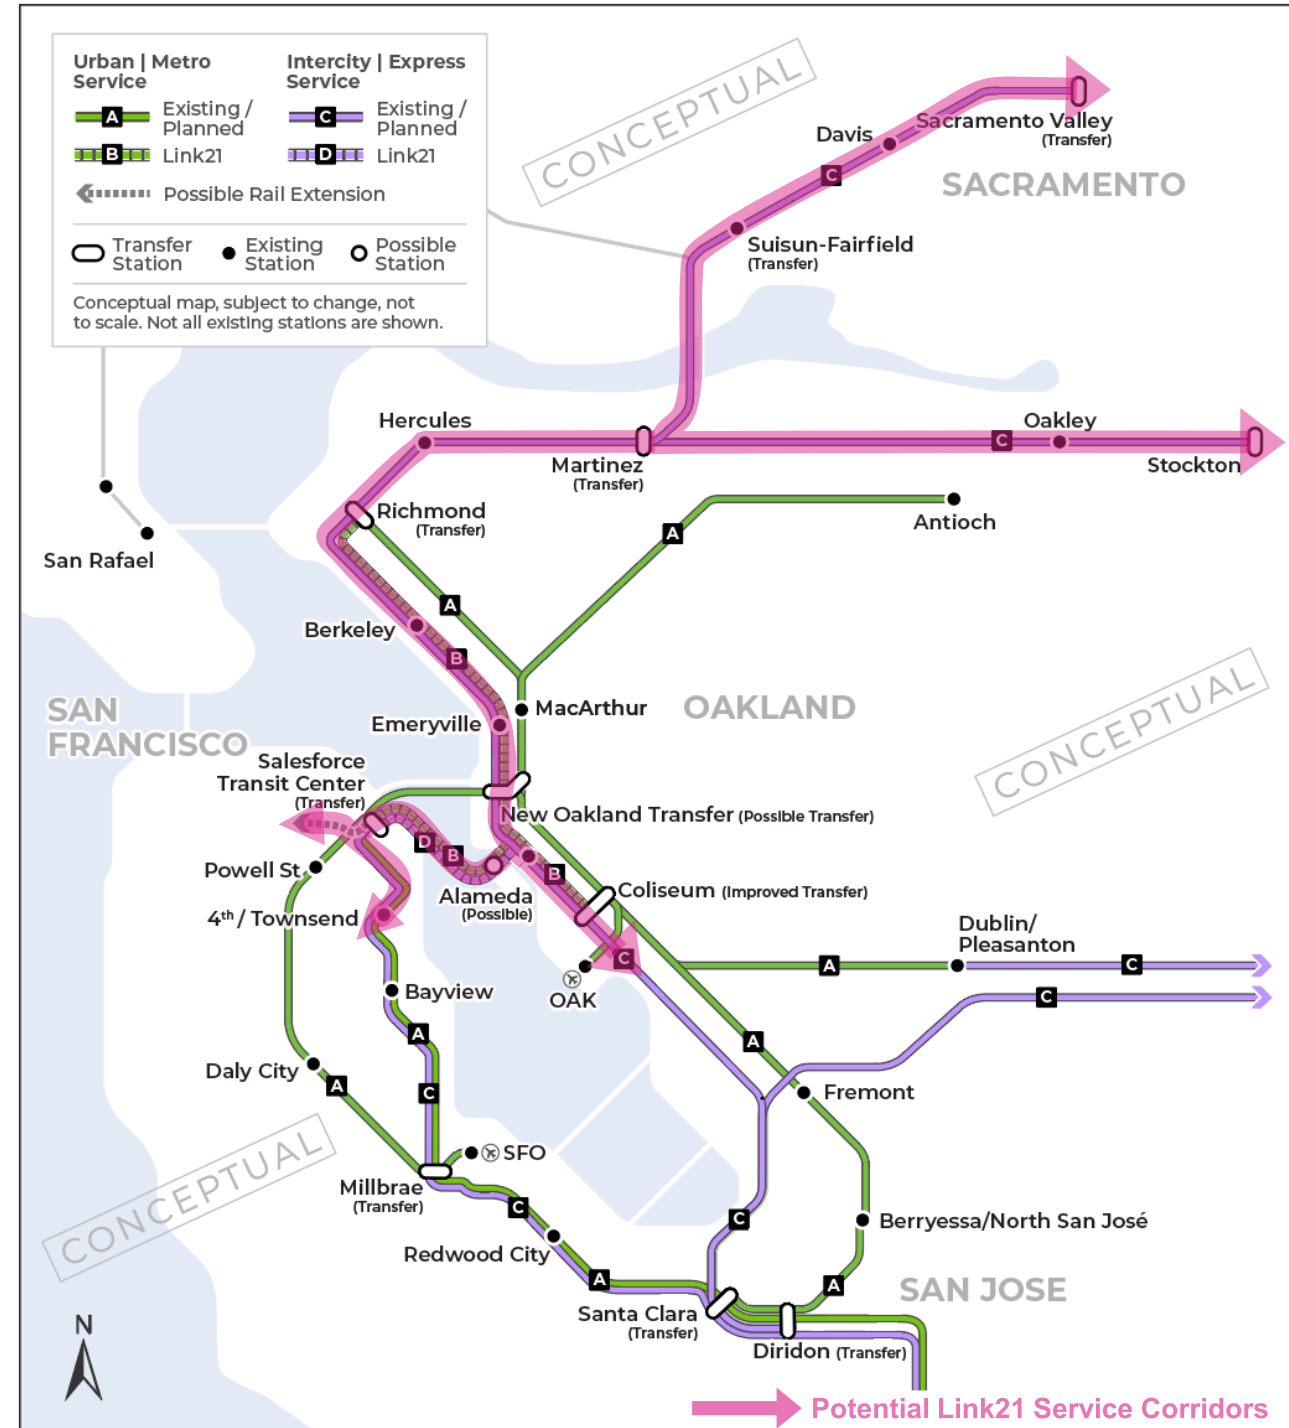 Urban | Metro
Service
Intercity | Express
Service
A
Existing /
Planned
C
Existing /
Planned
B
Link21
D
Link21
Possible Rail Extension
Transfer
Station
Existing
Station
Possible
Station
Conceptual map, subject to change, not
to scale. Not all existing stations are shown.
CONCEPTUAL
Sacramento Valley
(Transfer)
Davis
C
SACRAMENTO
Suisun-Fairfield
(Transfer)
Hercules
Martinez
(Transfer)
C
Oakley
Stockton
Richmond
(Transfer)
Antioch
A
San Rafael
A
Berkeley
B
SAN
FRANCISCO
Emeryville
MacArthur
OAKLAND
CONCEPTUAL
Salesforce
Transit Center
(Transfer)
New Oakland Transfer (Possible Transfer)
D
B
Powell St
Alameda
(Possible)
B
Coliseum (Improved Transfer)
4th / Townsend
Dublin/
Pleasanton
C
A
C
OAK
Bayview
C
A
A
Daly City
A
C
Fremont
CONCEPTUAL
SFO
Millbrae
(Transfer)
C
C
Berryessa/North San José
Redwood City
A
A
SAN JOSE
Santa Clara
(Transfer)
Diridon (Transfer)
N
Potential Link21 Service Corridors